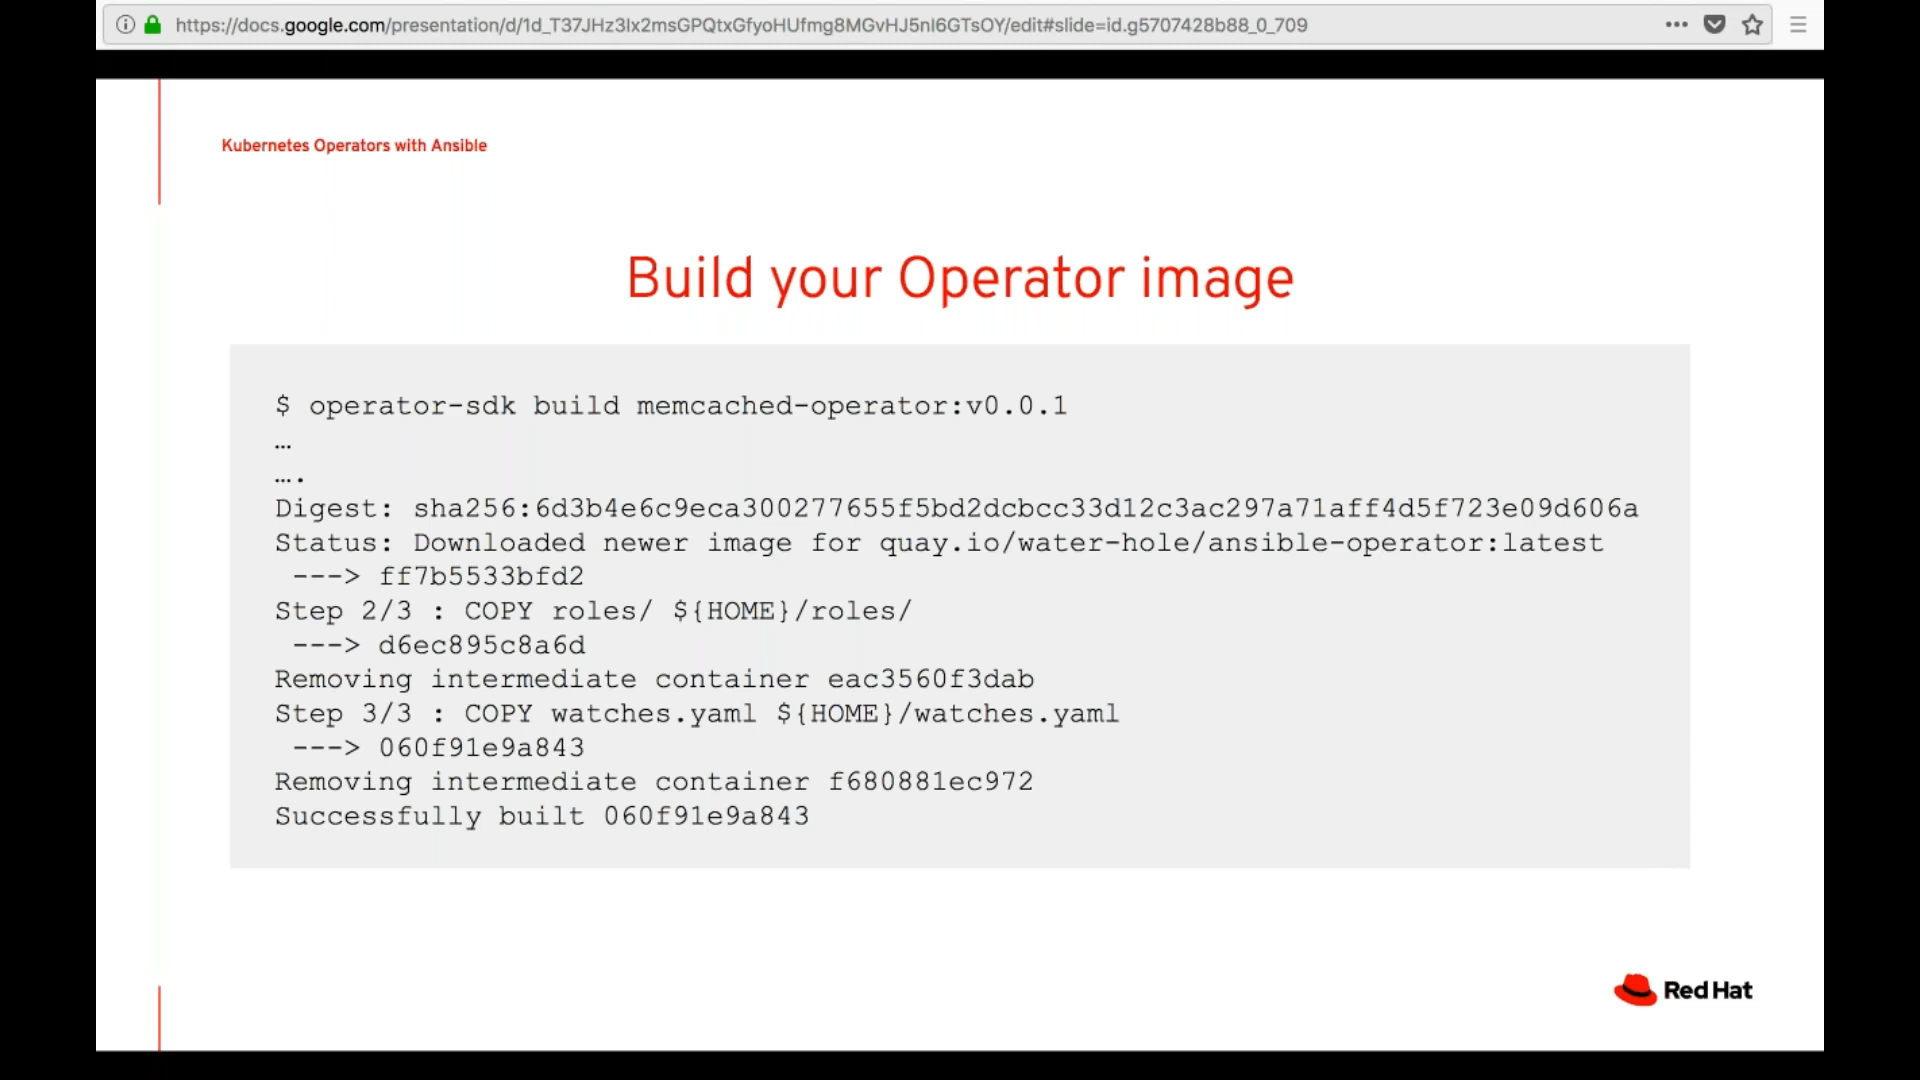 https://docs.google.com/presentation/d/1d_T37JHz3Ix2msGPQtxGfyoHUfmg8MGvHJ5nI6GTsOY/edit#slide=id.g5707428b88_0_709
Kubernetes Operators with Ansible
Build your Operator image
$ operator-sdk build memcached-operator:v0.0.1
…
….
Digest: sha256:6d3b4e6c9eca300277655f5bd2dcbcc33d12c3ac297a71aff4d5f723e09d606a
Status: Downloaded newer image for quay.io/water-hole/ansible-operator:latest
---> ff7b5533bfd2
Step 2/3 : COPY roles/ ${HOME}/roles/
---> d6ec895c8a6d
Removing intermediate container eac3560f3dab
Step 3/3 : COPY watches.yaml ${HOME}/watches.yaml
---> 060f91e9a843
Removing intermediate container f680881ec972
Successfully built 060f91e9a843
Red Hat